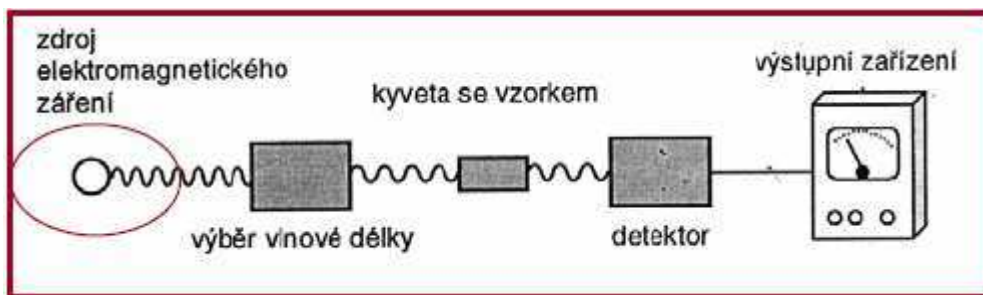 zdroj
elektromagnetického
záření
kyveta se vzorkem
výstupní zařízení
výběr vlnové délky
detektor